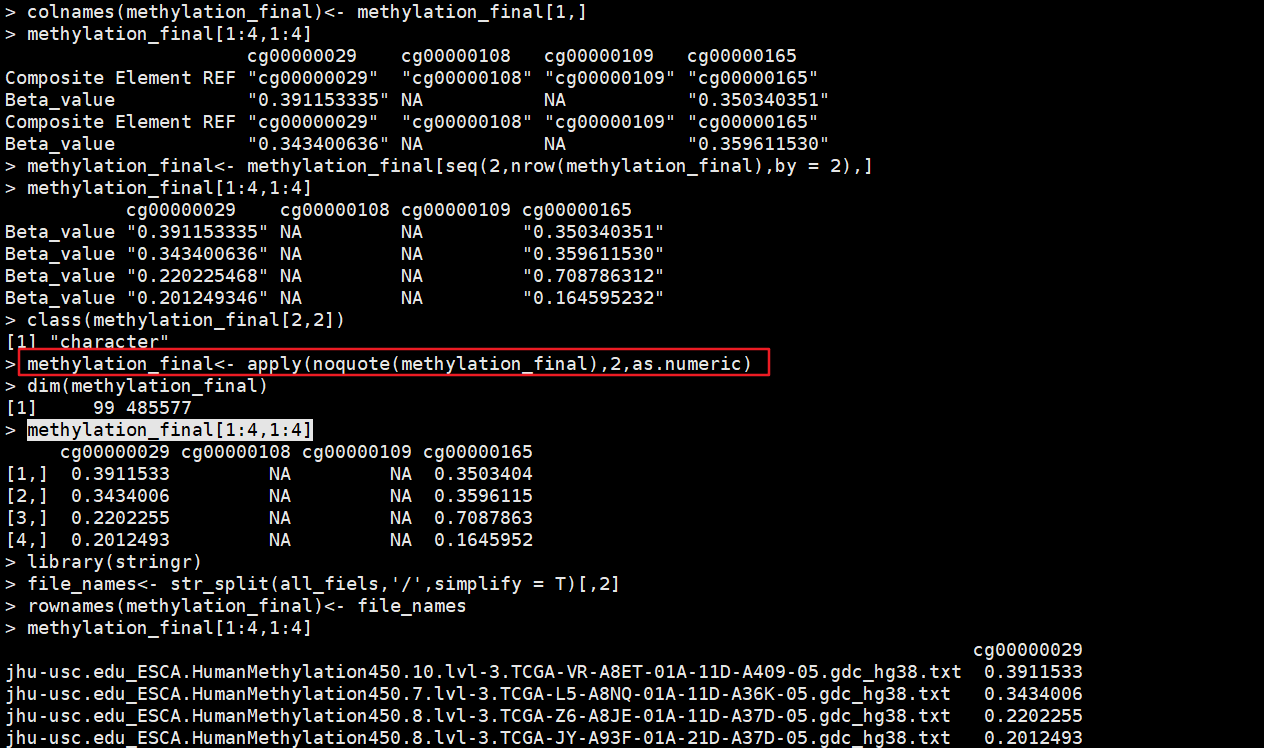 > colnames(methylation_final)<- methylation_final[1,]
> methylation_final[1:4,1:4]
                      cg00000029    cg00000108   cg00000109   cg00000165
Composite Element REF "cg00000029"  "cg00000108" "cg00000109" "cg00000165"
Beta_value            "0.391153335" NA           NA           "0.350340351"
Composite Element REF "cg00000029"  "cg00000108" "cg00000109" "cg00000165"
Beta_value            "0.343400636" NA           NA           "0.359611530"
> methylation_final<- methylation_final[seq(2,nrow(methylation_final),by = 2),]
> methylation_final[1:4,1:4]
           cg00000029    cg00000108 cg00000109 cg00000165
Beta_value "0.391153335" NA         NA         "0.350340351"
Beta_value "0.343400636" NA         NA         "0.359611530"
Beta_value "0.220225468" NA         NA         "0.708786312"
Beta_value "0.201249346" NA         NA         "0.164595232"
> class(methylation_final[2,2])
[1] "character"
> methylation_final<- apply(noquote(methylation_final),2,as.numeric)
> dim(methylation_final)
[1]     99 485577
> methylation_final[1:4,1:4]
     cg00000029 cg00000108 cg00000109 cg00000165
[1,]  0.3911533         NA         NA  0.3503404
[2,]  0.3434006         NA         NA  0.3596115
[3,]  0.2202255         NA         NA  0.7087863
[4,]  0.2012493         NA         NA  0.1645952
> library(stringr)
> file_names<- str_split(all_fiels,'/',simplify = T)[,2]
> rownames(methylation_final)<- file_names
> methylation_final[1:4,1:4]
                                                                                        cg00000029
jhu-usc.edu_ESCA.HumanMethylation450.10.lvl-3.TCGA-VR-A8ET-01A-11D-A409-05.gdc_hg38.txt  0.3911533
jhu-usc.edu_ESCA.HumanMethylation450.7.lvl-3.TCGA-L5-A8NQ-01A-11D-A36K-05.gdc_hg38.txt   0.3434006
jhu-usc.edu_ESCA.HumanMethylation450.8.lvl-3.TCGA-Z6-A8JE-01A-11D-A37D-05.gdc_hg38.txt   0.2202255
jhu-usc.edu_ESCA.HumanMethylation450.8.lvl-3.TCGA-JY-A93F-01A-21D-A37D-05.gdc_hg38.txt   0.2012493